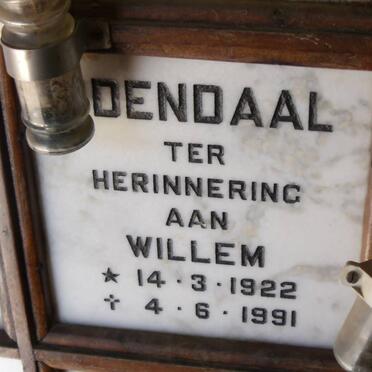 DENDAAL
TER
HERINNERING
AAN
WILLEM
★ 14·3·1922
✝ 4·6·1991